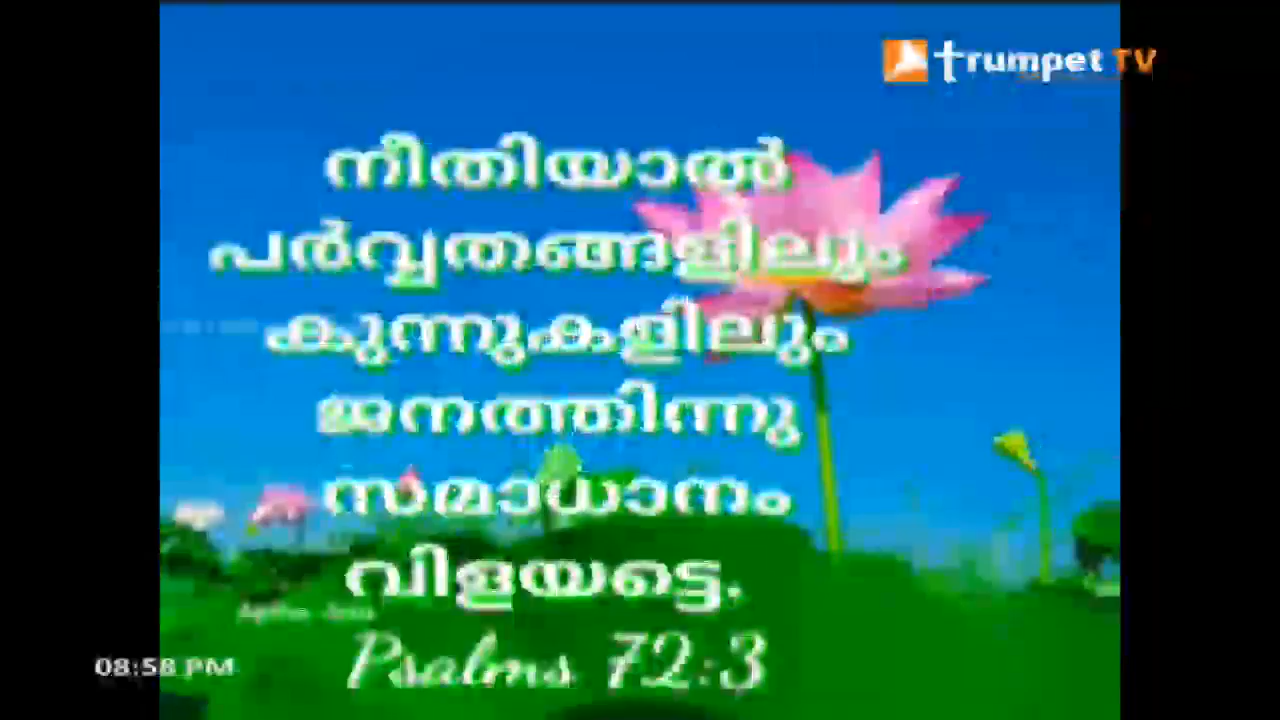 trumpet TV
നീതിയാൽ
പർവ്വതങ്ങളിലും
കുന്നുകളിലും
ജനത്തിന്നു
സമാധാനം
വിളയട്ടെ.
Psalms 72:3
08:58 PM